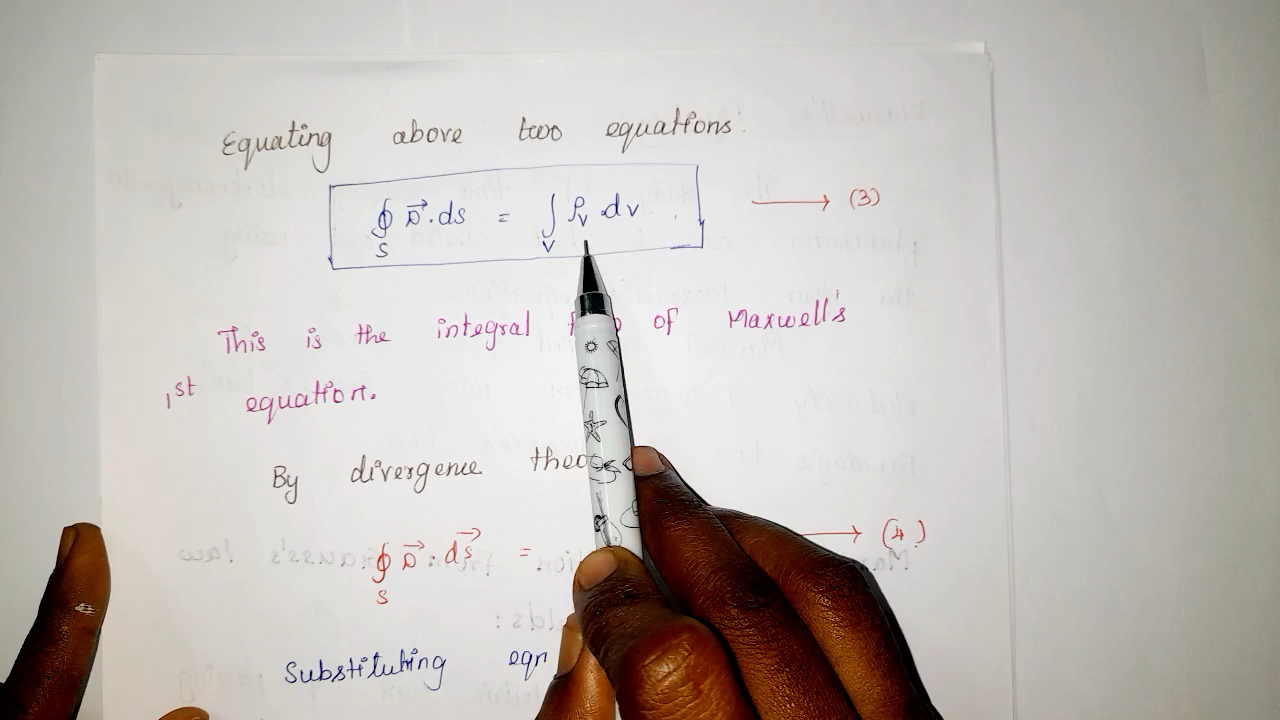 Equating above two equations:
∮ₛ D⃗.ds = ∫ᵥ ρᵥ.dv → (3)
This is the integral of Maxwell's
1st equation.
By divergence
∮ₛ D⃗.ds⃗ = → (4)
Substituting eqn